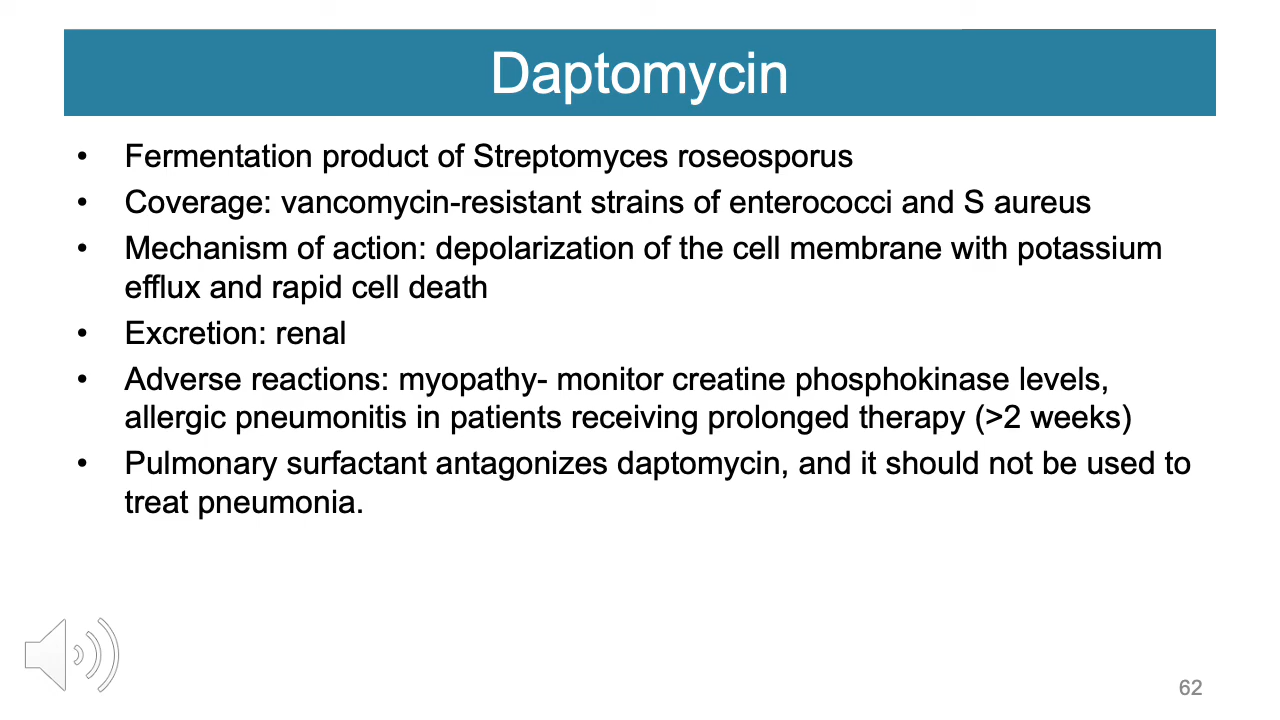 Daptomycin
• Fermentation product of Streptomyces roseosporus
• Coverage: vancomycin-resistant strains of enterococci and S aureus
• Mechanism of action: depolarization of the cell membrane with potassium
efflux and rapid cell death
• Excretion: renal
• Adverse reactions: myopathy- monitor creatine phosphokinase levels,
allergic pneumonitis in patients receiving prolonged therapy (>2 weeks)
• Pulmonary surfactant antagonizes daptomycin, and it should not be used to
treat pneumonia.
62